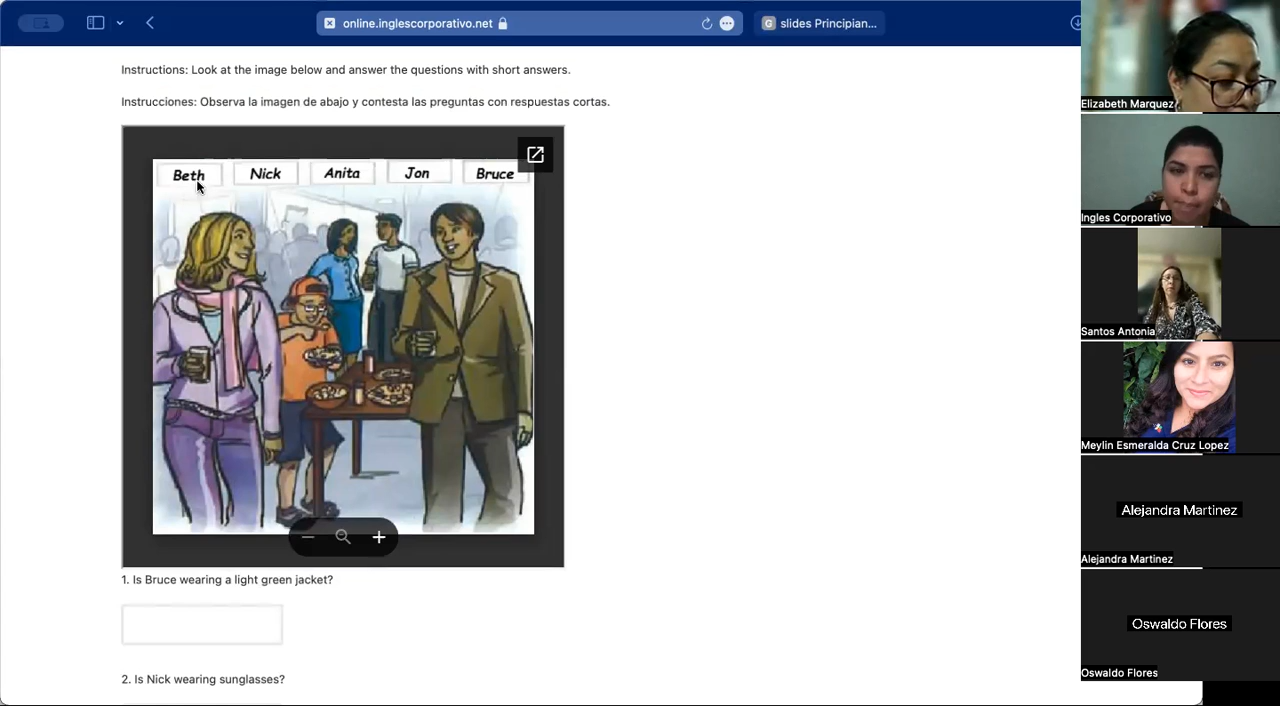 online.inglescorporativo.net
G slides Principian...
Instructions: Look at the image below and answer the questions with short answers.
Instrucciones: Observa la imagen de abajo y contesta las preguntas con respuestas cortas.
Beth Nick Anita Jon Bruce
1. Is Bruce wearing a light green jacket?
2. Is Nick wearing sunglasses?
Elizabeth Marquez
Ingles Corporativo
Santos Antonia
Meylin Esmeralda Cruz Lopez
Alejandra Martinez
Alejandra Martinez
Oswaldo Flores
Oswaldo Flores